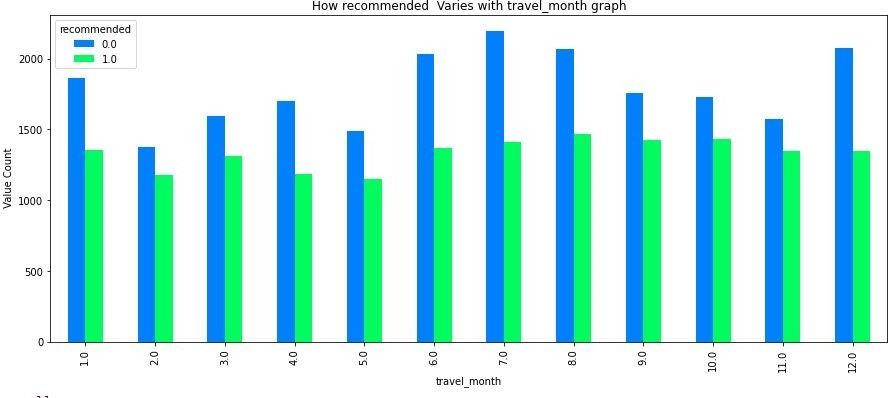 How recommended  Varies with travel_month graph
recommended
0.0
1.0
2000
1500
1000
500
0
Value Count
1.0 2.0 3.0 4.0 5.0 6.0 7.0 8.0 9.0 10.0 11.0 12.0
travel_month